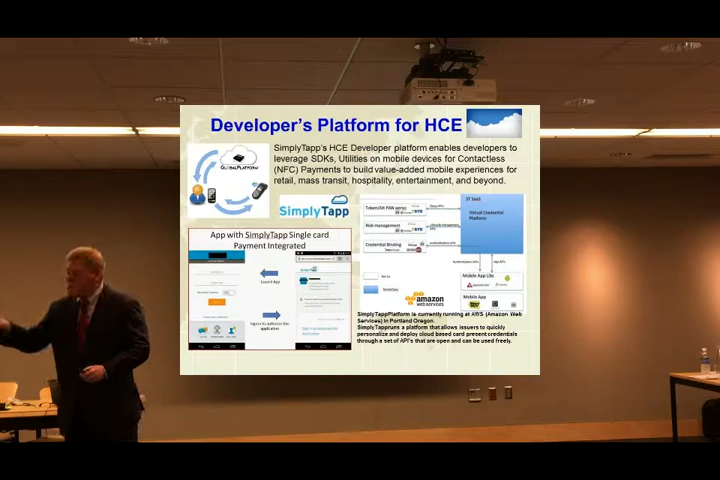 Developer's Platform for HCE
SimplyTapp's HCE Developer platform enables developers to
leverage SDKs, Utilities on mobile devices for Contactless
(NFC) Payments to build value-added mobile experiences for
retail, mass transit, hospitality, entertainment, and beyond.
GLOBALPLATFORM
SimplyTapp
App with SimplyTapp Single card
Payment Integrated
Launch App
ST SaaS
Virtual Credential
Platform
Risk management
Credential Binding
Mobile App Libs
Mobile App
amazon
web services
SimplyTappPlatform is currently running at AWS (Amazon Web
Services) in Portland Oregon.
SimplyTappruns a platform that allows issuers to quickly
personalize and deploy cloud based card present credentials
through a set of API's that are open and can be used freely.